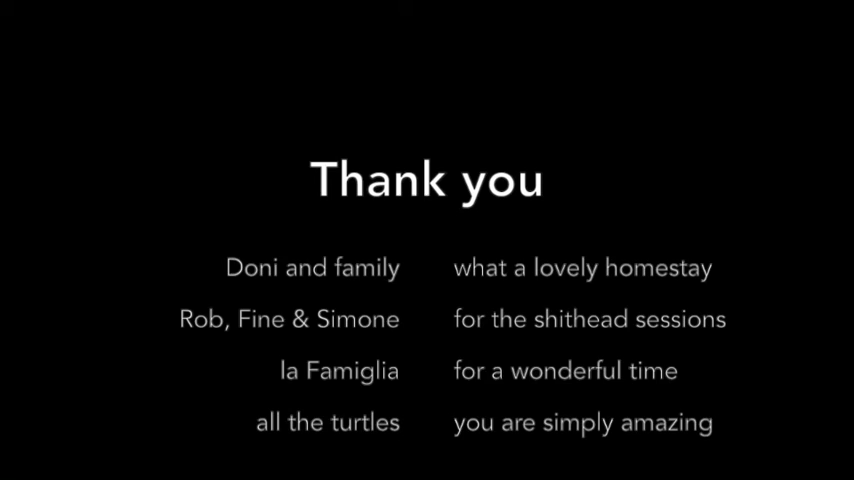 Thank you
Doni and family what a lovely homestay
Rob, Fine & Simone for the shithead sessions
la Famiglia for a wonderful time
all the turtles you are simply amazing